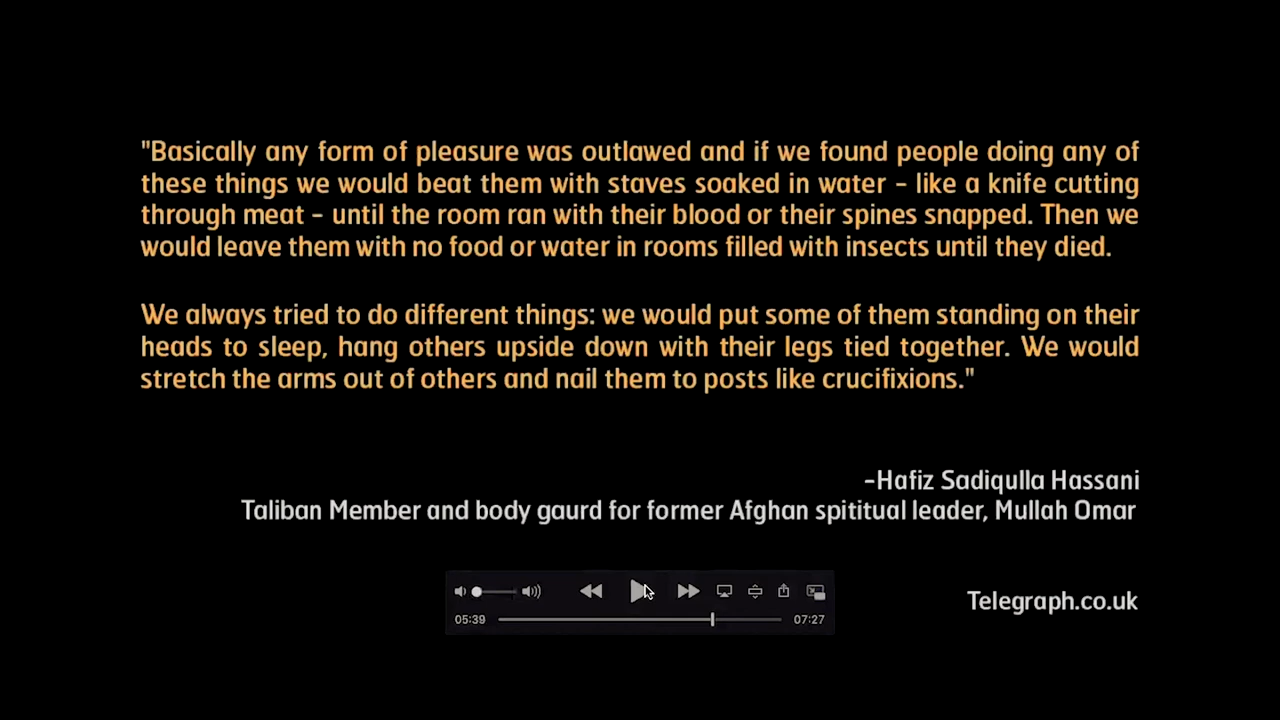 "Basically any form of pleasure was outlawed and if we found people doing any of
these things we would beat them with staves soaked in water - like a knife cutting
through meat - until the room ran with their blood or their spines snapped. Then we
would leave them with no food or water in rooms filled with insects until they died.
We always tried to do different things: we would put some of them standing on their
heads to sleep, hang others upside down with their legs tied together. We would
stretch the arms out of others and nail them to posts like crucifixions."
-Hafiz Sadiqulla Hassani
Taliban Member and body gaurd for former Afghan spititual leader, Mullah Omar
Telegraph.co.uk
05:39
07:27